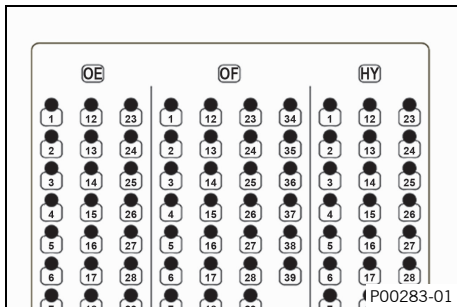 OE OF HY
1 12 23 1 12 23 34 1 12 23
2 13 24 2 13 24 35 2 13 24
3 14 25 3 14 25 36 3 14 25
4 15 26 4 15 26 37 4 15 26
5 16 27 5 16 27 38 5 16 27
6 17 28 6 17 28 39 6 17 28
P00283-01